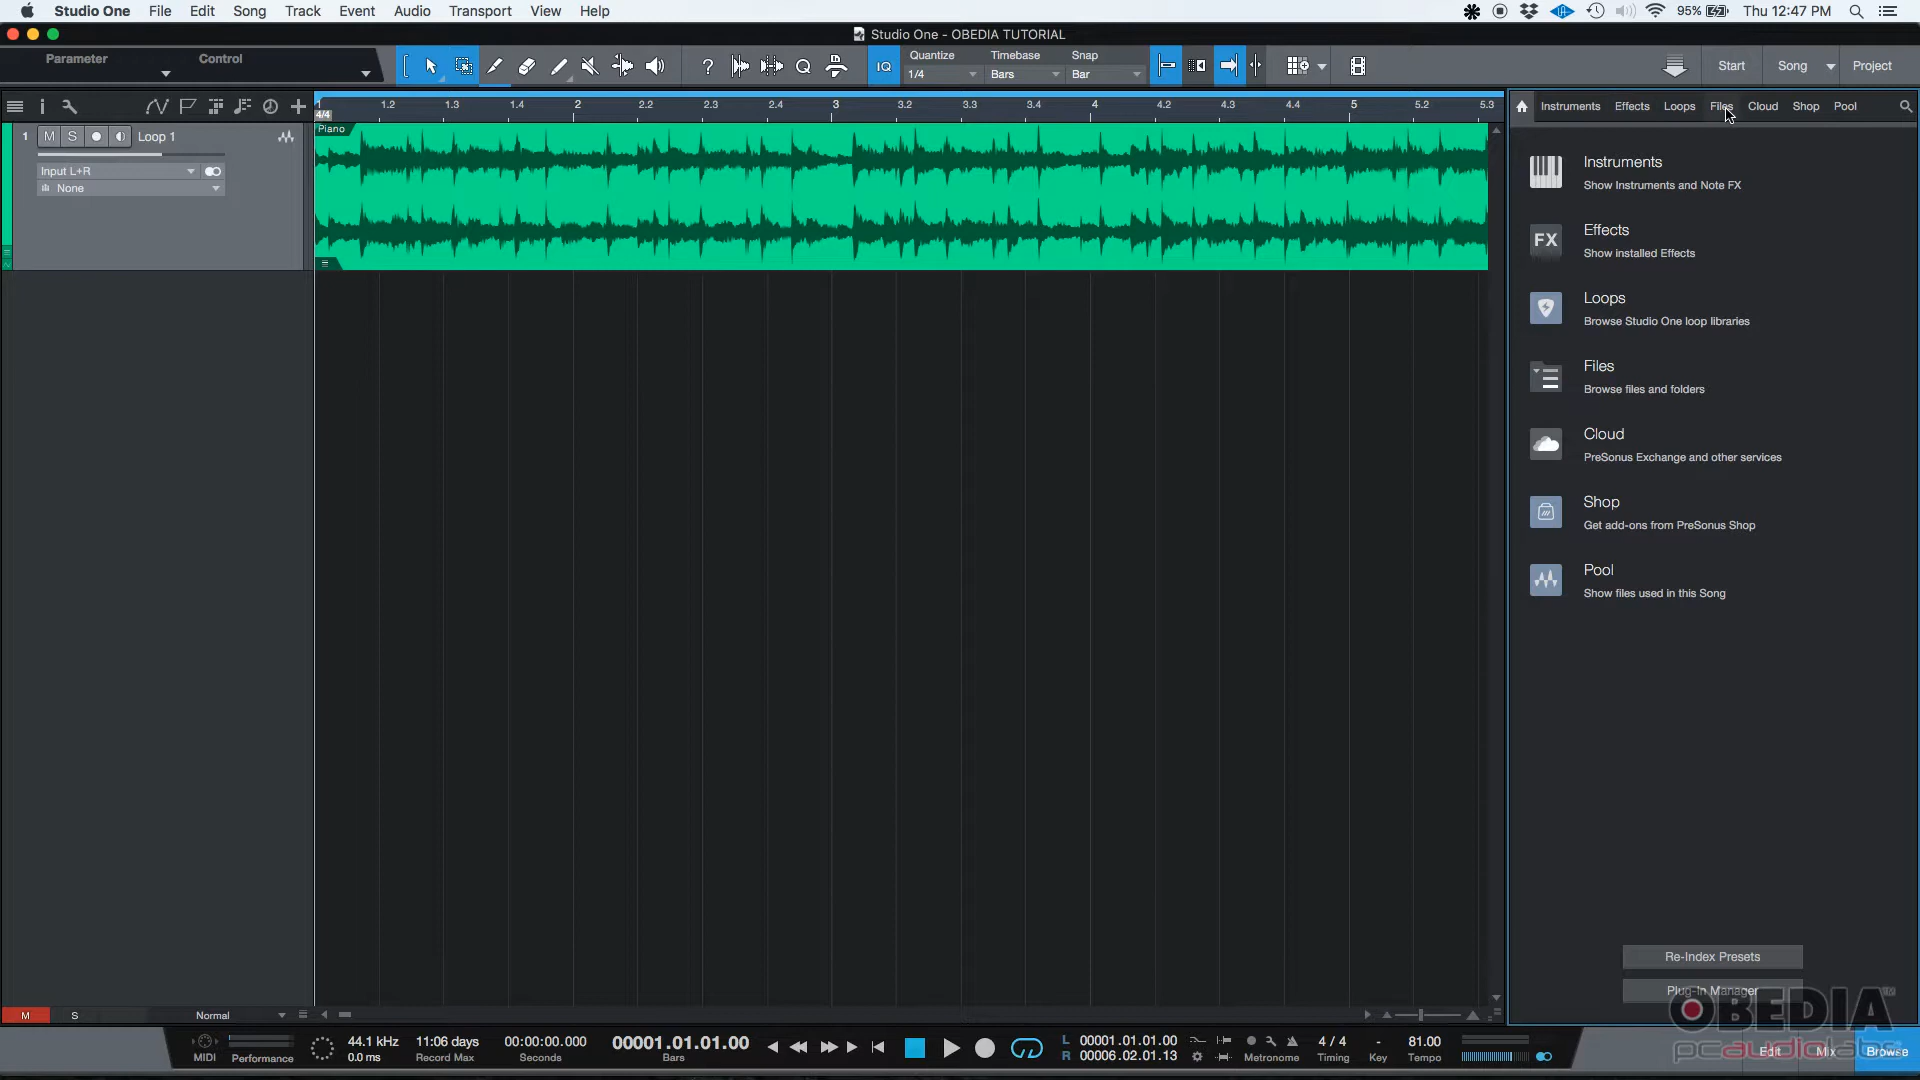 Studio One File Edit Song Track Event Audio Transport View Help 95% Thu 12:47 PM
Studio One - OBEDIA TUTORIAL
Parameter Control
? IQ Quantize Timebase Snap
1/4 Bars Bar
Start Song Project
1 1.2 1.3 1.4 2 2.2 2.3 2.4 3 3.2 3.3 3.4 4 4.2 4.3 4.4 5 5.2 5.3
4/4
Instruments Effects Loops Files Cloud Shop Pool
Piano
1 M S Loop 1
Input L+R
None
Instruments
Show Instruments and Note FX
FX
Effects
Show installed Effects
Loops
Browse Studio One loop libraries
Files
Browse files and folders
Cloud
PreSonus Exchange and other services
Shop
Get add-ons from PreSonus Shop
Pool
Show files used in this Song
Re-Index Presets
Plug-In Manager
OBEDIA
pcaudiolabs
M S Normal
MIDI Performance
44.1 kHz
0.0 ms
11:06 days
Record Max
00:00:00.000
Seconds
00001.01.01.00
Bars
L 00001.01.01.00
R 00006.02.01.13
Metronome
4 / 4
Timing
-
Key
81.00
Tempo
Edit Mix Browse